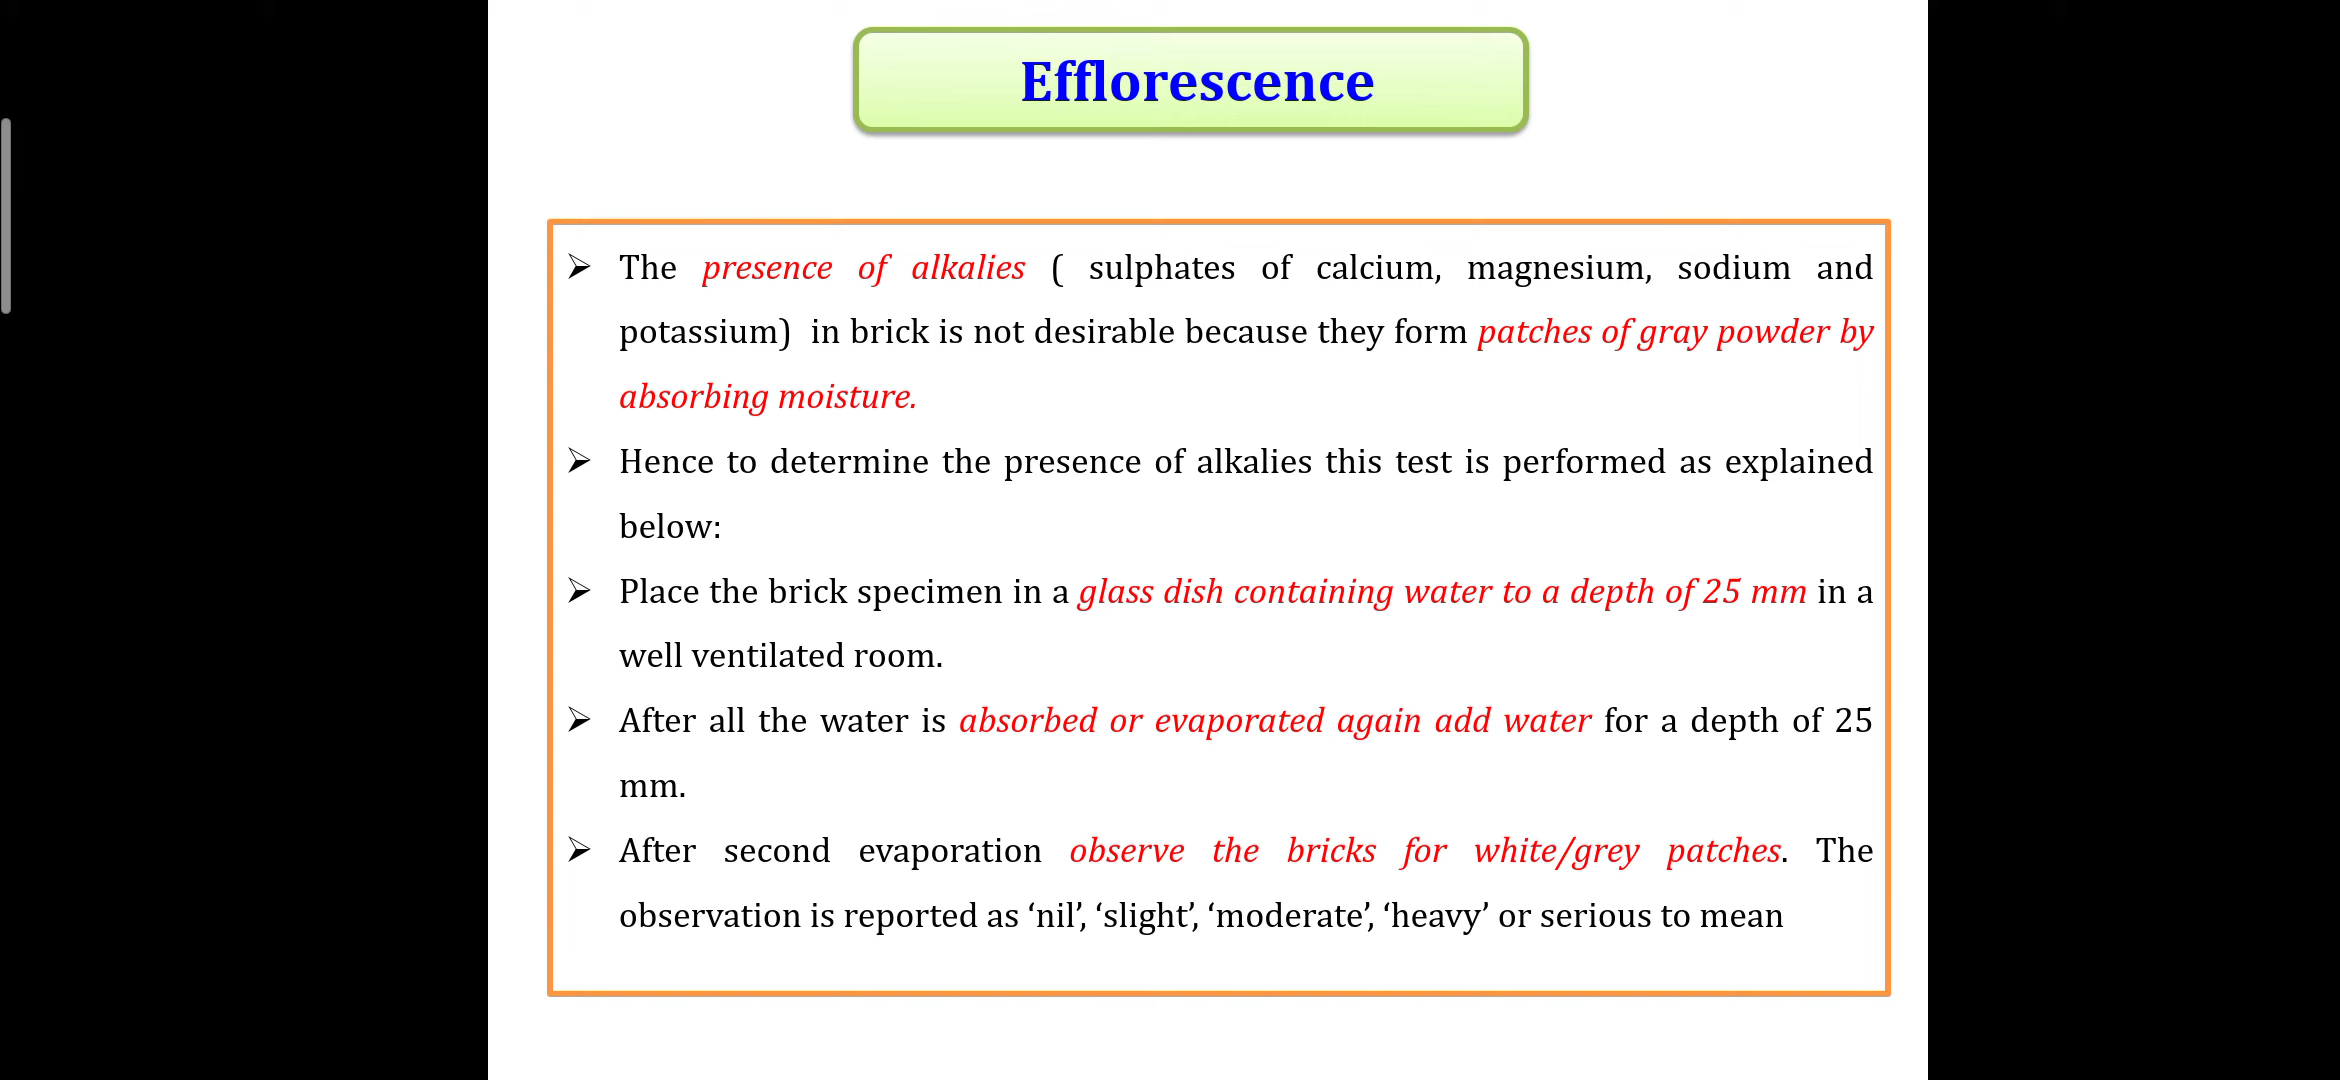 Efflorescence
➢ The presence of alkalies ( sulphates of calcium, magnesium, sodium and
potassium)  in brick is not desirable because they form patches of gray powder by
absorbing moisture.
➢ Hence to determine the presence of alkalies this test is performed as explained
below:
➢ Place the brick specimen in a glass dish containing water to a depth of 25 mm in a
well ventilated room.
➢ After all the water is absorbed or evaporated again add water for a depth of 25
mm.
➢ After second evaporation observe the bricks for white/grey patches. The
observation is reported as ‘nil’, ‘slight’, ‘moderate’, ‘heavy’ or serious to mean